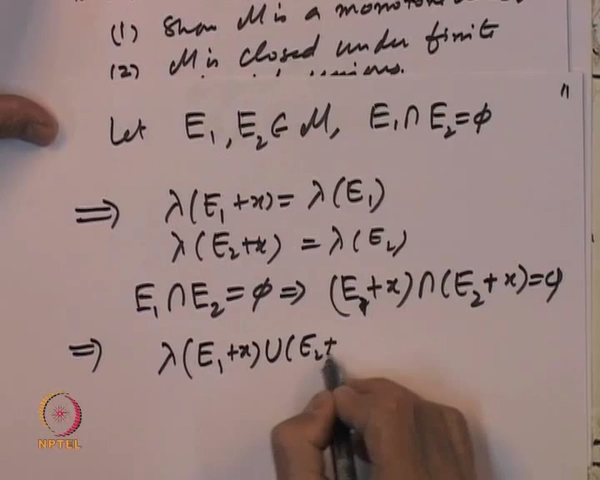 (1) Show M is a monotone
(2) M is closed under finite
unions.
Let E₁, E₂ ∈ M, E₁ ∩ E₂ = φ
⇒ λ(E₁+x) = λ(E₁)
λ(E₂+x) = λ(E₂)
E₁ ∩ E₂ = φ ⇒ (E₁+x) ∩ (E₂+x) = φ
⇒ λ(E₁+x) ∪ (E₂+
NPTEL